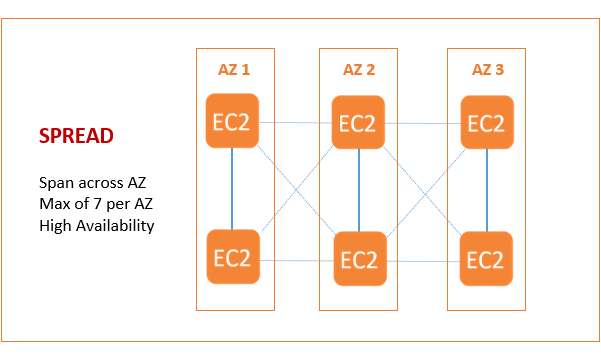 AZ 1 AZ 2 AZ 3
EC2 EC2 EC2
SPREAD
Span across AZ
Max of 7 per AZ
High Availability
EC2 EC2 EC2